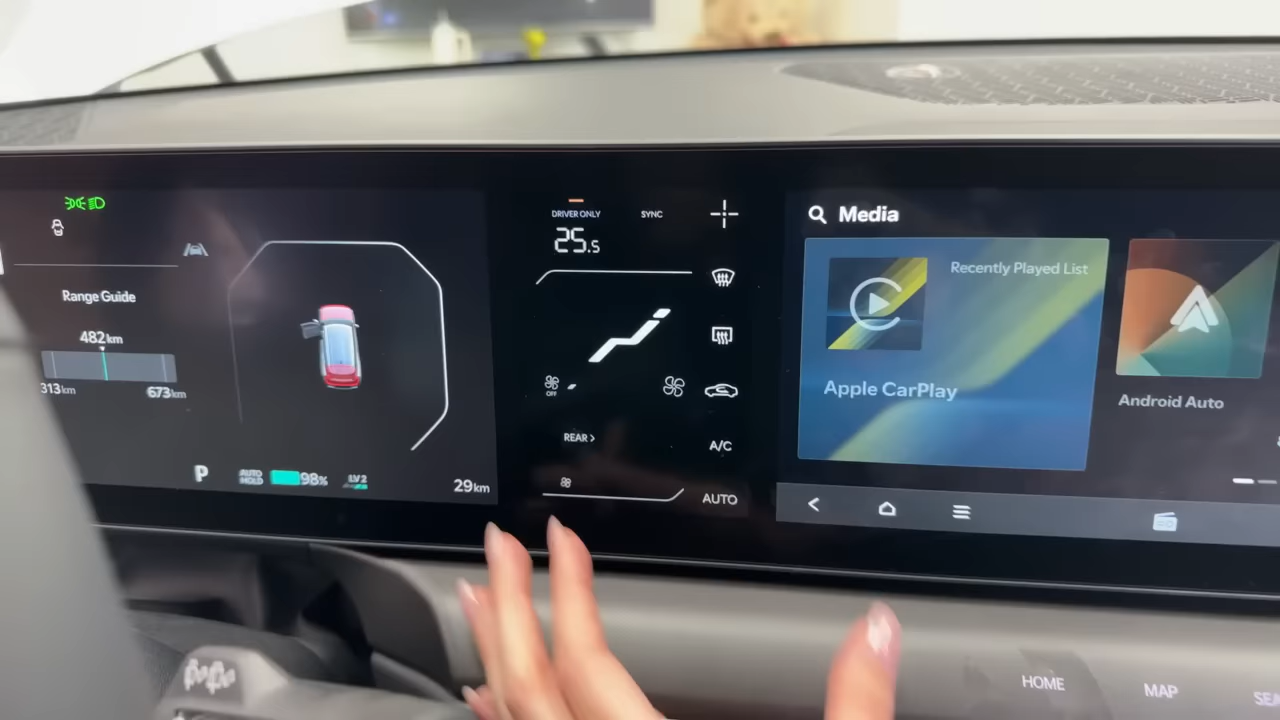 Range Guide
482km
313km
673km
P
AUTO HOLD
98%
LV 2
29km
DRIVER ONLY
SYNC
25.5
OFF
REAR >
A/C
AUTO
Media
Recently Played List
Apple CarPlay
Android Auto
HOME
MAP